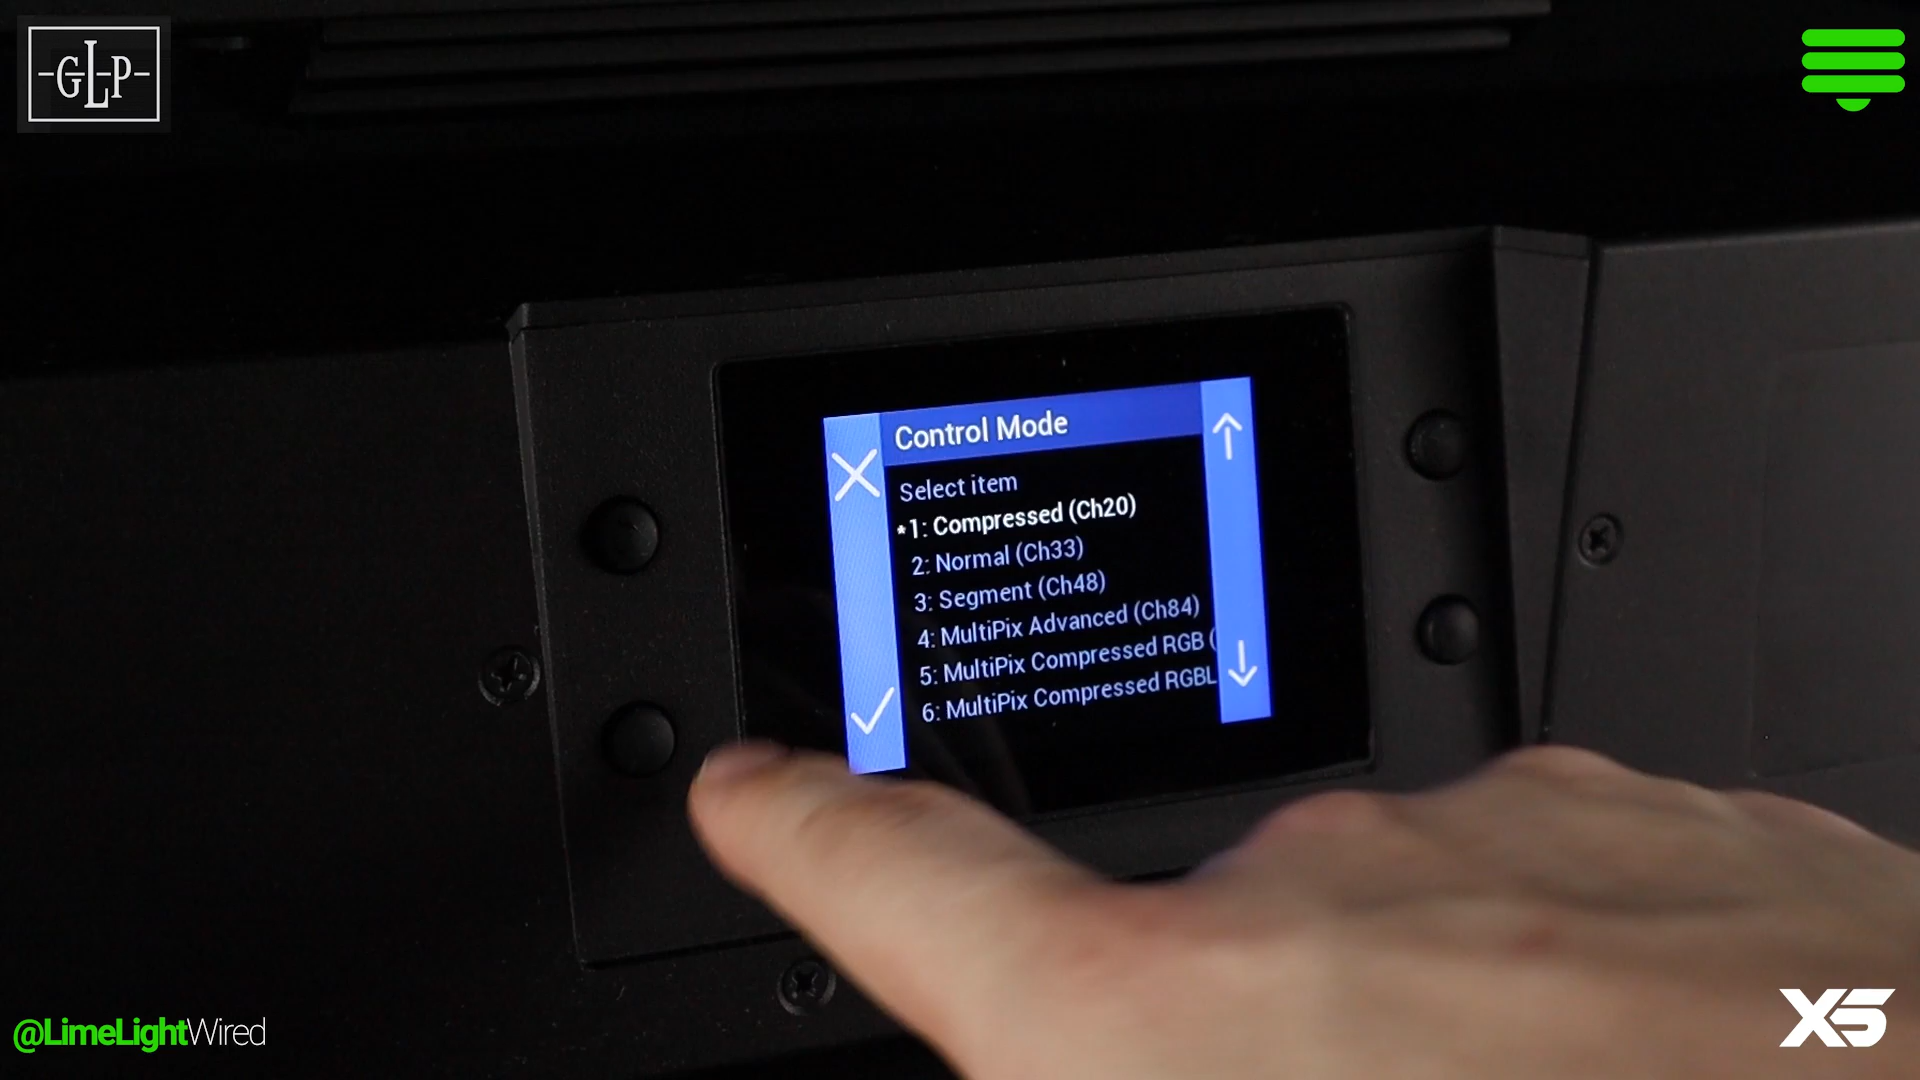 -GLP-
Control Mode
Select item
*1: Compressed (Ch20)
2: Normal (Ch33)
3: Segment (Ch48)
4: MultiPix Advanced (Ch84)
5: MultiPix Compressed RGB (
6: MultiPix Compressed RGBL
@LimeLightWired
X5